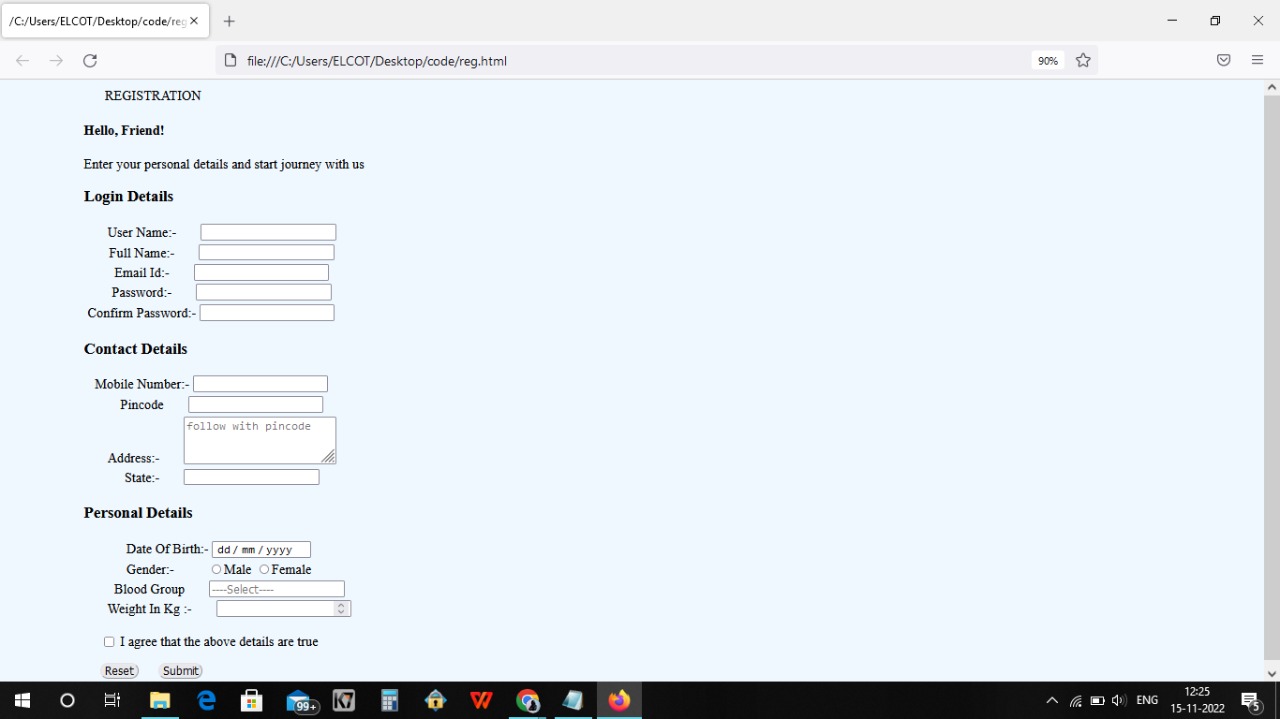 /C:/Users/ELCOT/Desktop/code/reg
file:///C:/Users/ELCOT/Desktop/code/reg.html 90%
REGISTRATION
Hello, Friend!
Enter your personal details and start journey with us
Login Details
User Name:-
Full Name:-
Email Id:-
Password:-
Confirm Password:-
Contact Details
Mobile Number:-
Pincode
follow with pincode
Address:-
State:-
Personal Details
Date Of Birth:- dd / mm / yyyy
Gender:- Male Female
Blood Group ----Select----
Weight In Kg :-
I agree that the above details are true
Reset Submit
99+ ENG 12:25
15-11-2022 5